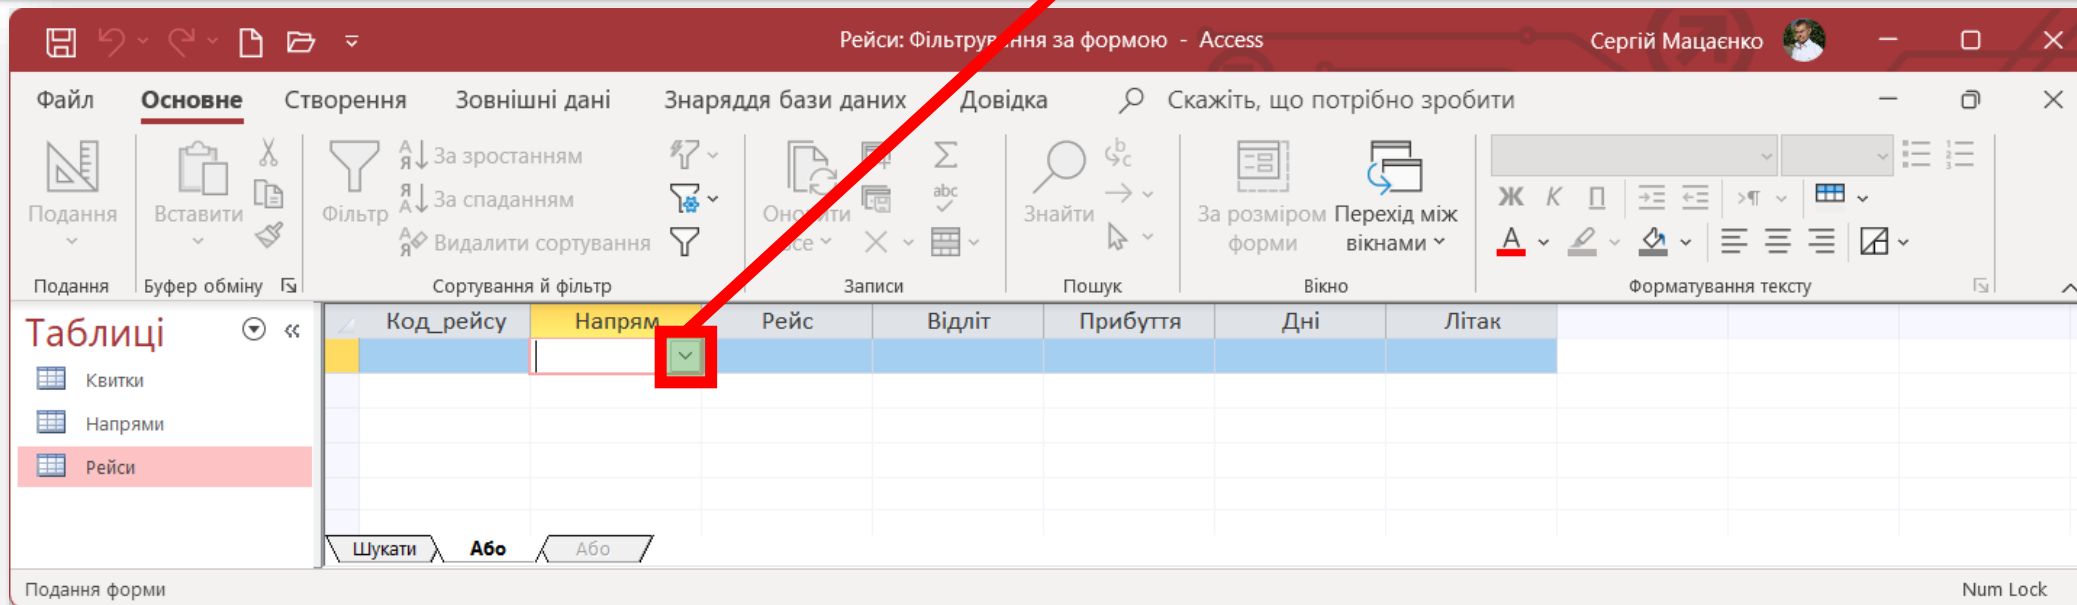 Рейси: Фільтрування за формою - Access
Сергій Мацаєнко
Файл Основне Створення Зовнішні дані Знаряддя бази даних Довідка Скажіть, що потрібно зробити
Подання
Вставити
Фільтр
За зростанням
За спаданням
Видалити сортування
Оновити
все
Знайти
За розміром
форми
Перехід між
вікнами
Ж К П
Подання
Буфер обміну
Сортування й фільтр
Записи
Пошук
Вікно
Форматування тексту
Таблиці
Квитки
Напрями
Рейси
Код_рейсу Напрям Рейс Відліт Прибуття Дні Літак
Шукати Або Або
Подання форми
Num Lock